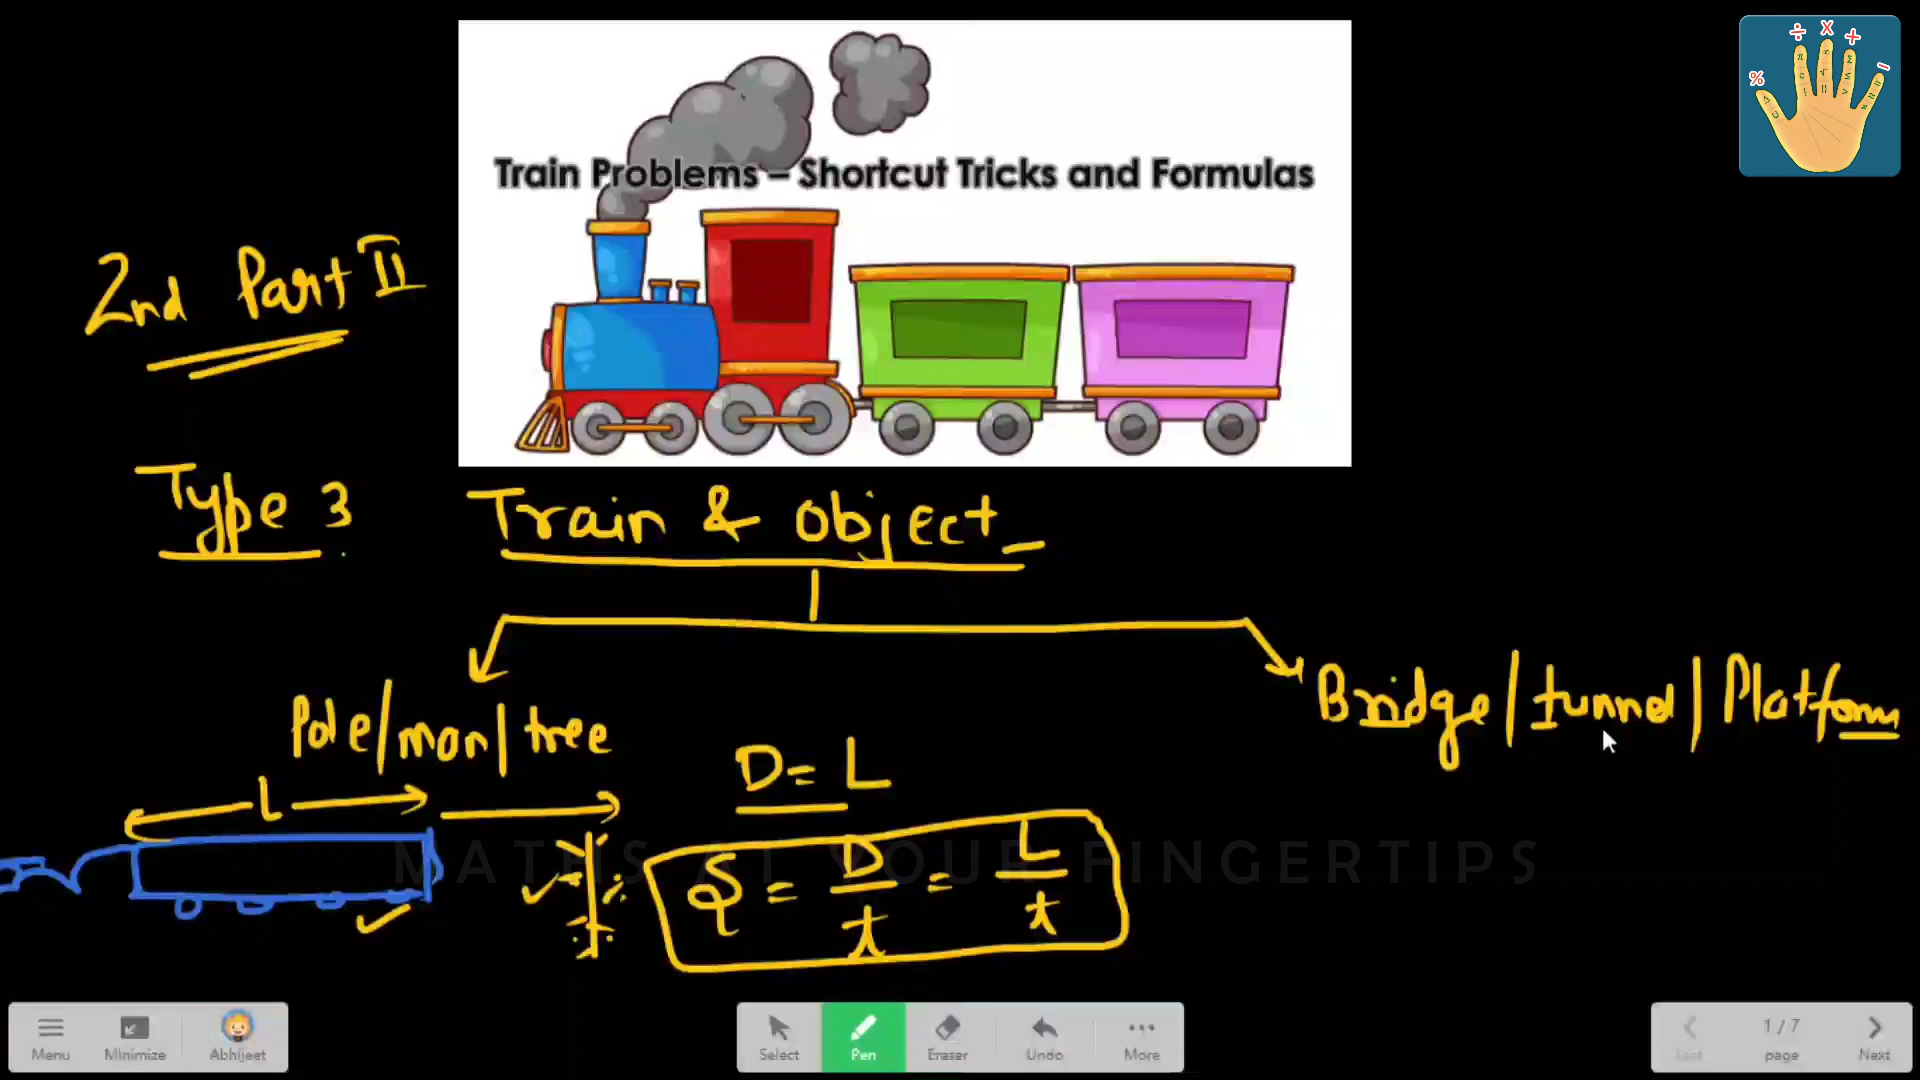 ÷ x +
% −
Train Problems – Shortcut Tricks and Formulas
2nd Part II
Type 3 Train & object
Pole/man/tree
Bridge/tunnel/Platform
L
D = L
S = D/t = L/t
MATHS AT YOUR FINGERTIPS
Menu Minimize Abhijeet
Select Pen Eraser Undo More
Last 1 / 7 page Next